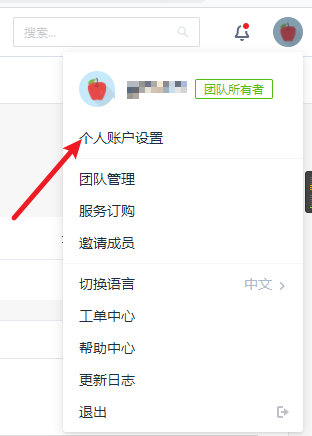 搜索...
团队所有者
个人账户设置
团队管理
服务订购
邀请成员
切换语言 中文
工单中心
帮助中心
更新日志
退出